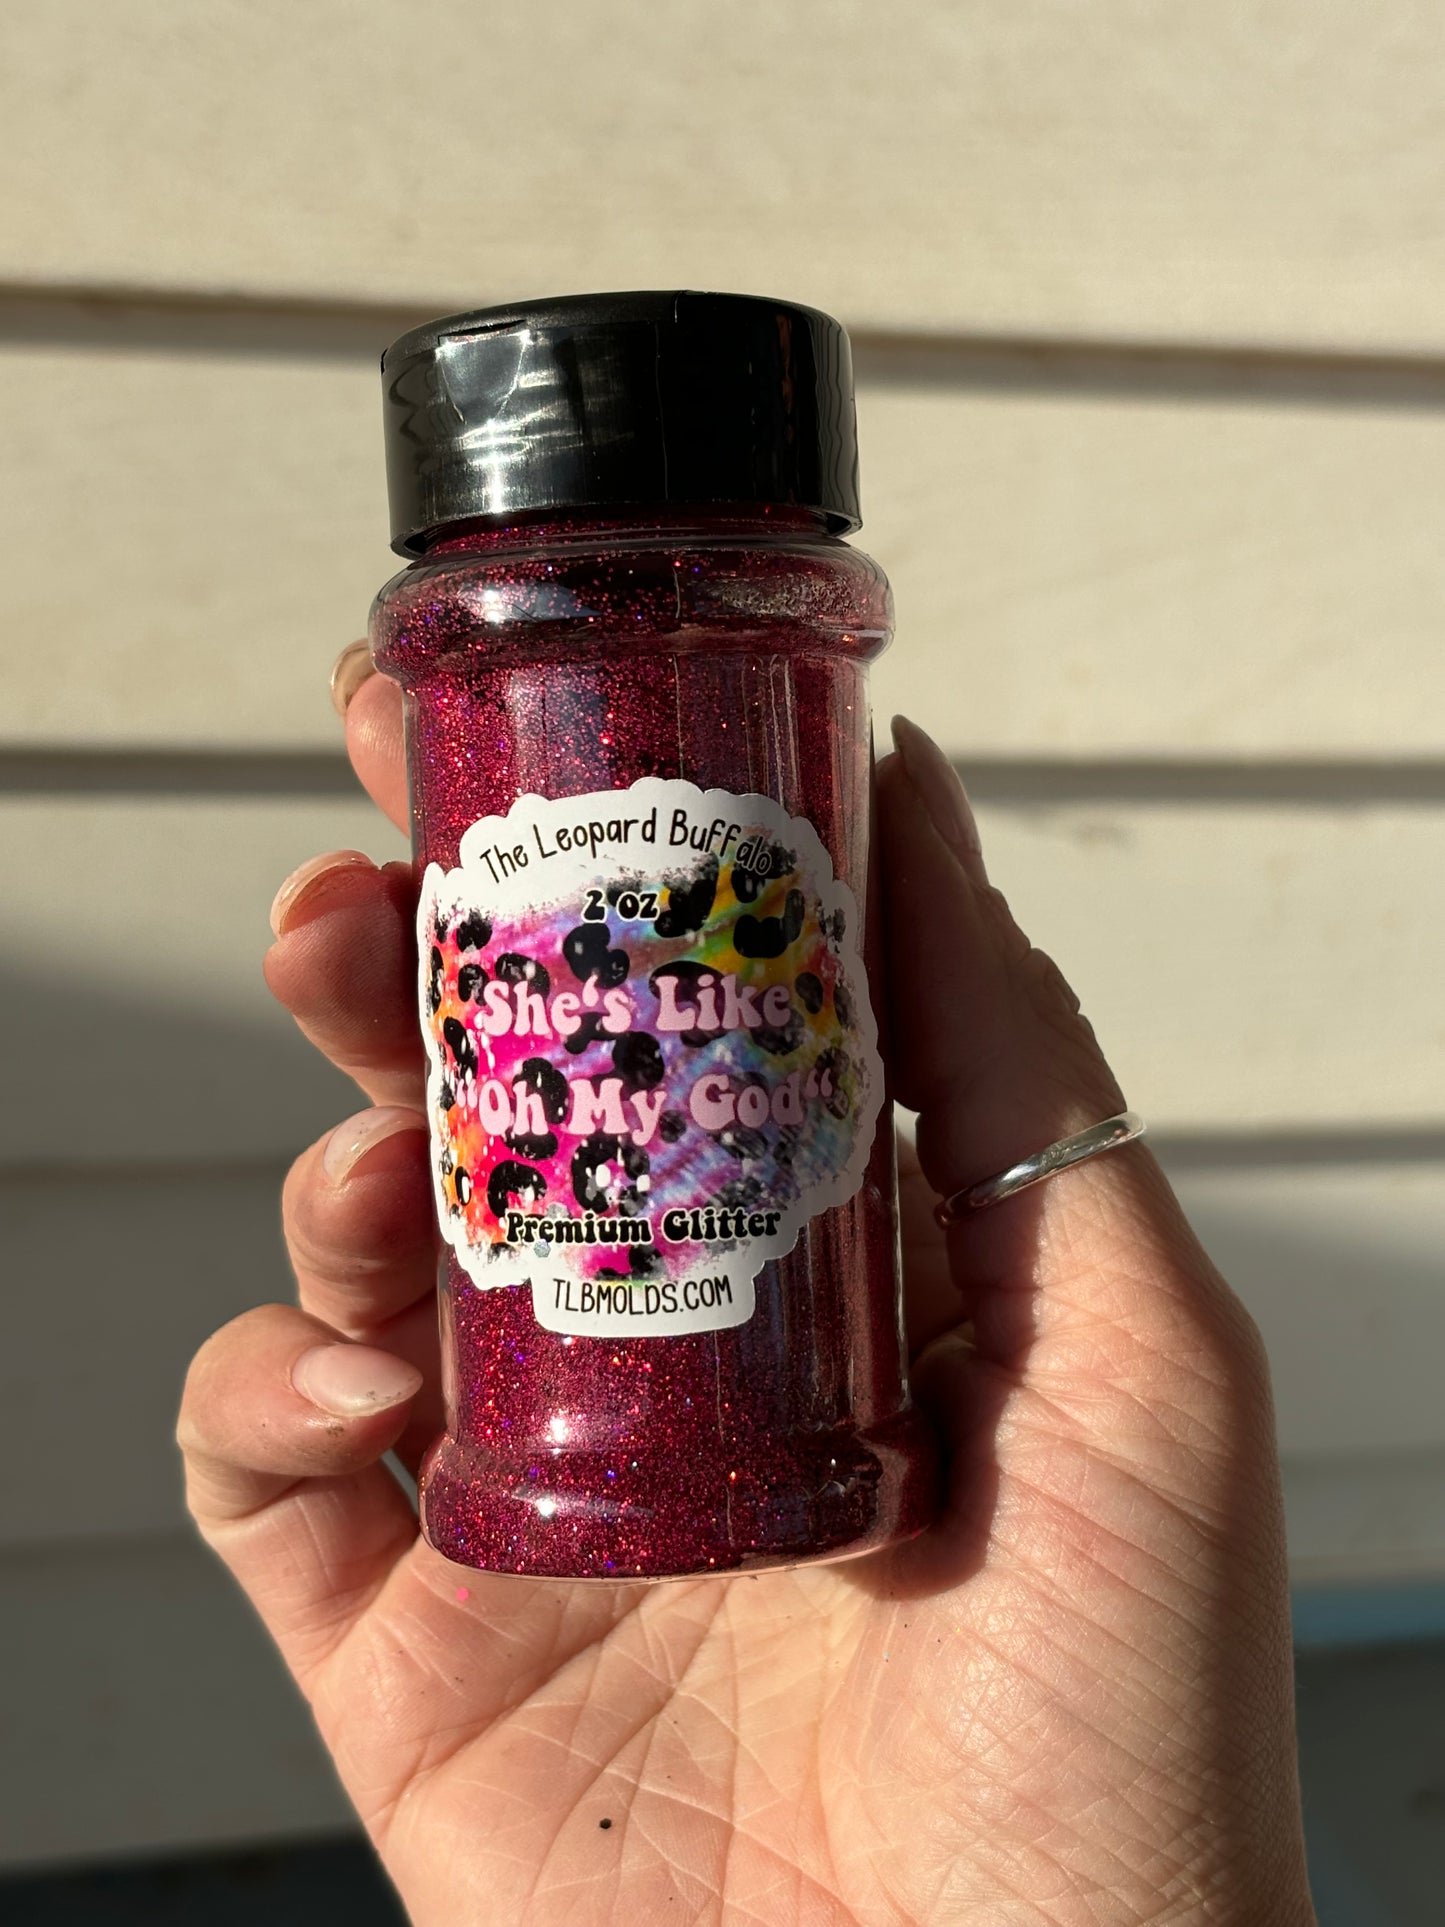 The Leopard Buffalo
2 oz
She‘s Like
“Oh My God“
Premium Glitter
TLBMOLDS.COM